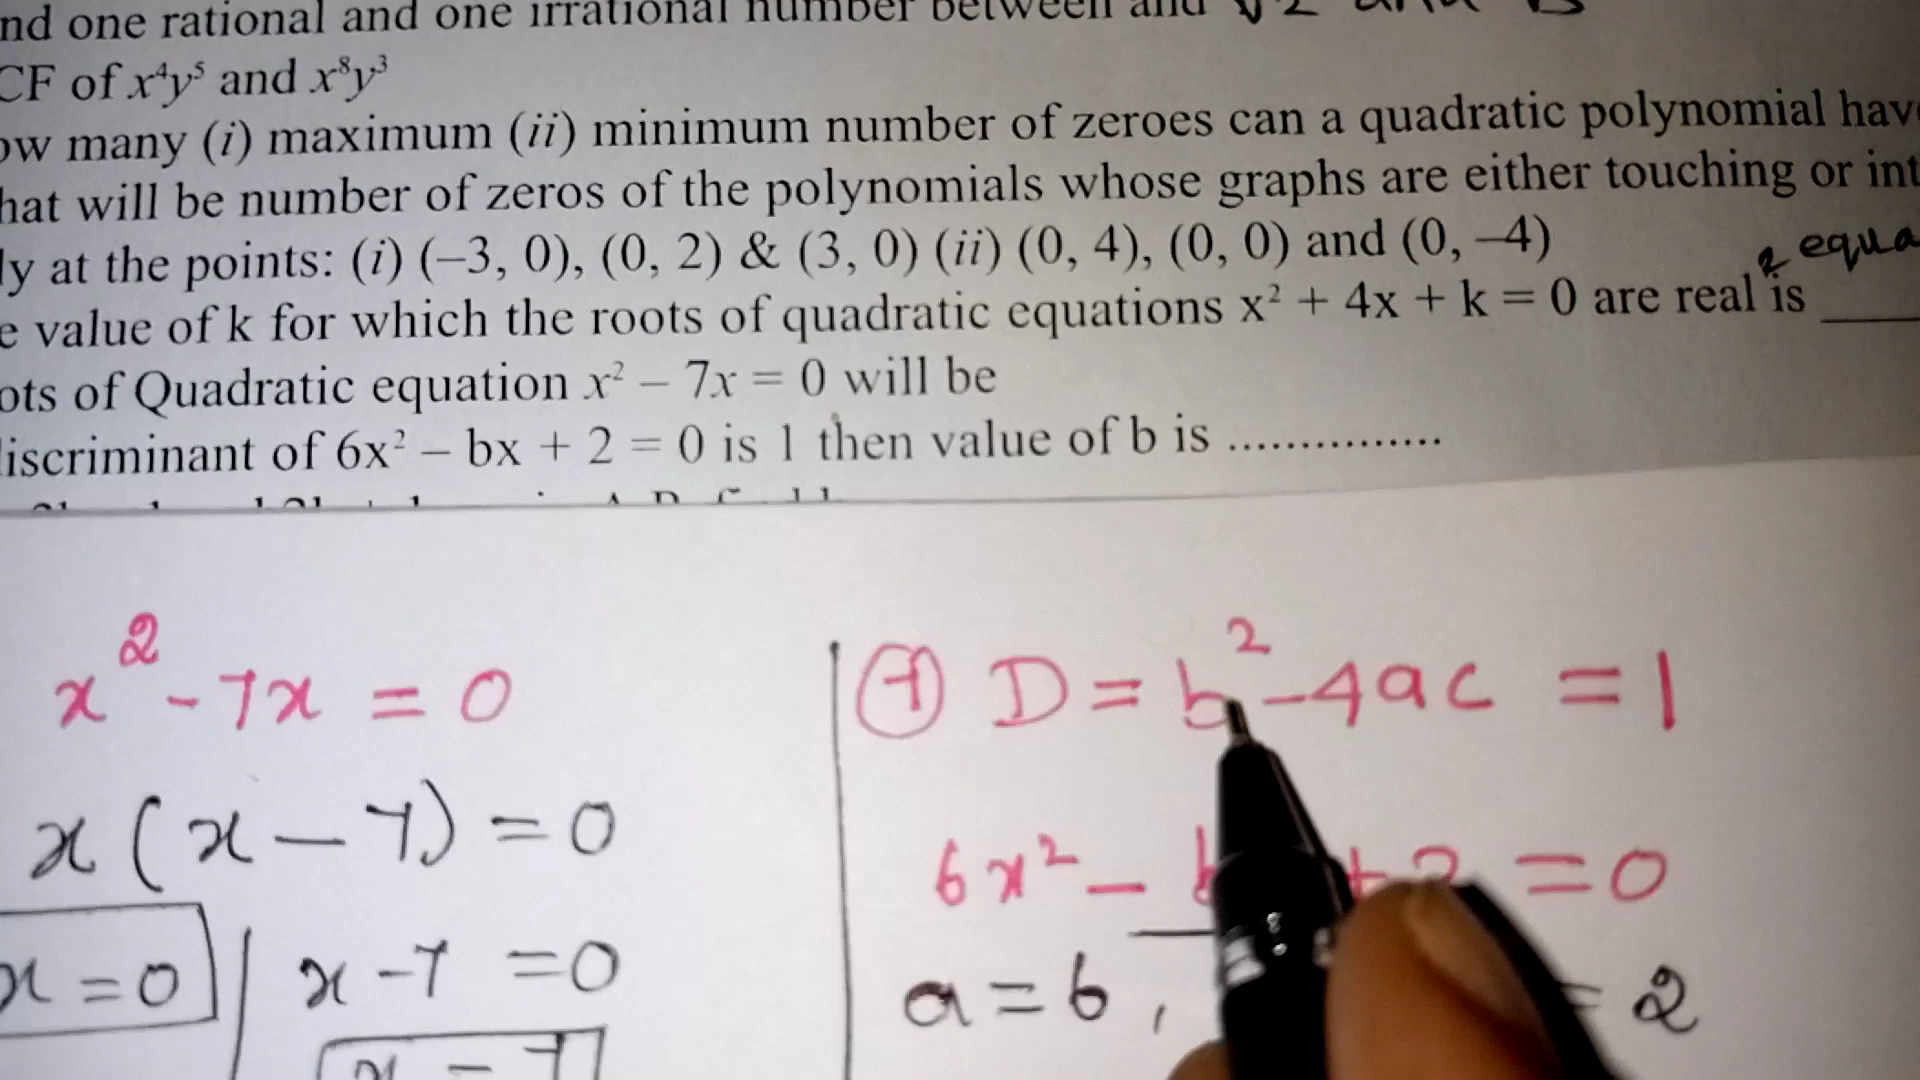 nd one rational and one irrational number between and √2 and
CF of x⁴y⁵ and x⁸y³
ow many (i) maximum (ii) minimum number of zeroes can a quadratic polynomial hav
hat will be number of zeros of the polynomials whose graphs are either touching or int
ly at the points: (i) (–3, 0), (0, 2) & (3, 0) (ii) (0, 4), (0, 0) and (0, –4)
equa
e value of k for which the roots of quadratic equations x² + 4x + k = 0 are real is ____
ots of Quadratic equation x² – 7x = 0 will be
iscriminant of 6x² – bx + 2 = 0 is 1 then value of b is ...............
x² - 7x = 0
x (x - 7) = 0
x = 0
x - 7 = 0
x = 7
7 D = b² - 4ac = 1
6x² - b + 2 = 0
a = 6 , = 2